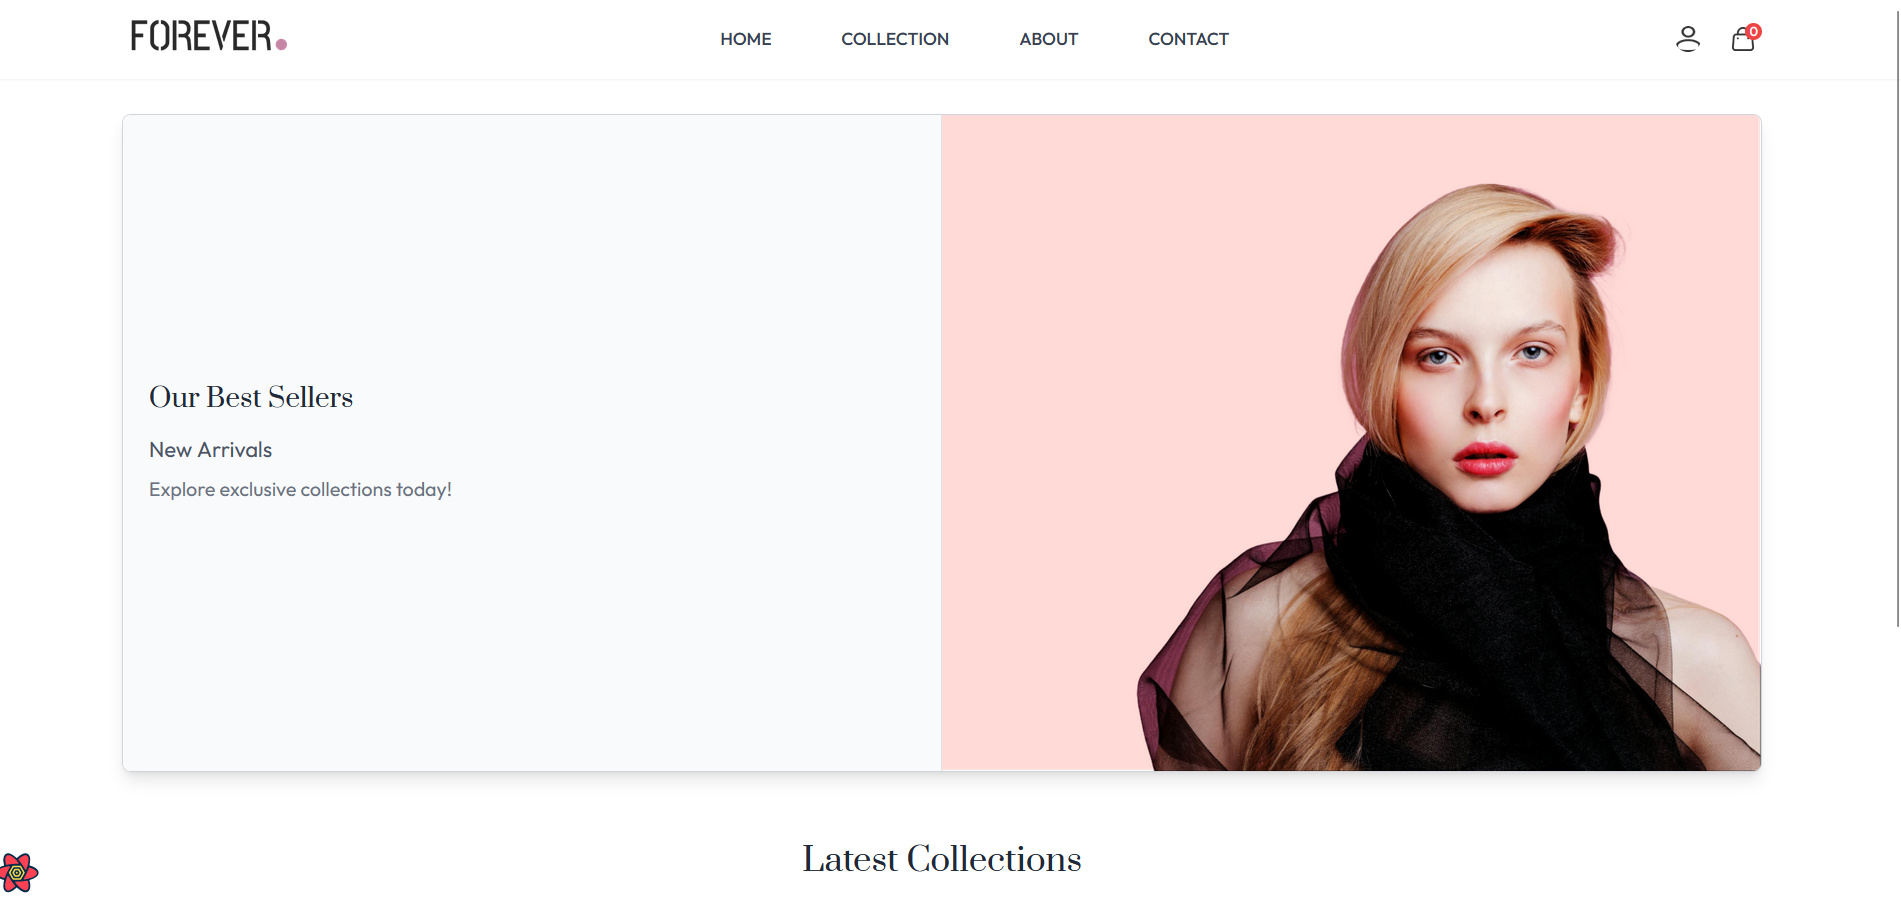 FOREVER.
HOME
COLLECTION
ABOUT
CONTACT
0
Our Best Sellers
New Arrivals
Explore exclusive collections today!
Latest Collections